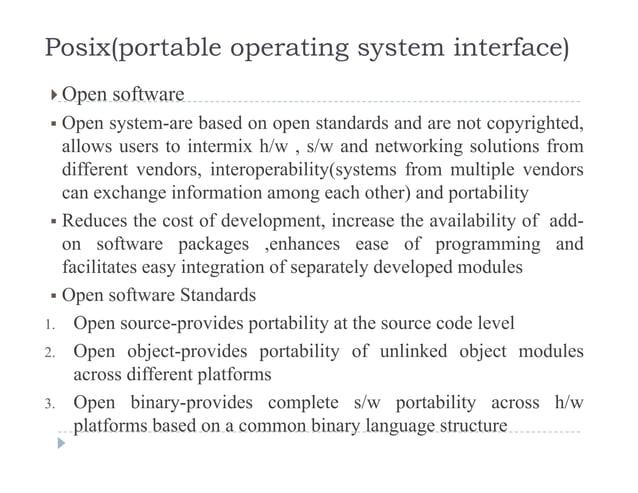 Posix(portable operating system interface)
Open software
▪ Open system-are based on open standards and are not copyrighted,
allows users to intermix h/w , s/w and networking solutions from
different vendors, interoperability(systems from multiple vendors
can exchange information among each other) and portability
▪ Reduces the cost of development, increase the availability of add-
on software packages ,enhances ease of programming and
facilitates easy integration of separately developed modules
▪ Open software Standards
1. Open source-provides portability at the source code level
2. Open object-provides portability of unlinked object modules
across different platforms
3. Open binary-provides complete s/w portability across h/w
platforms based on a common binary language structure